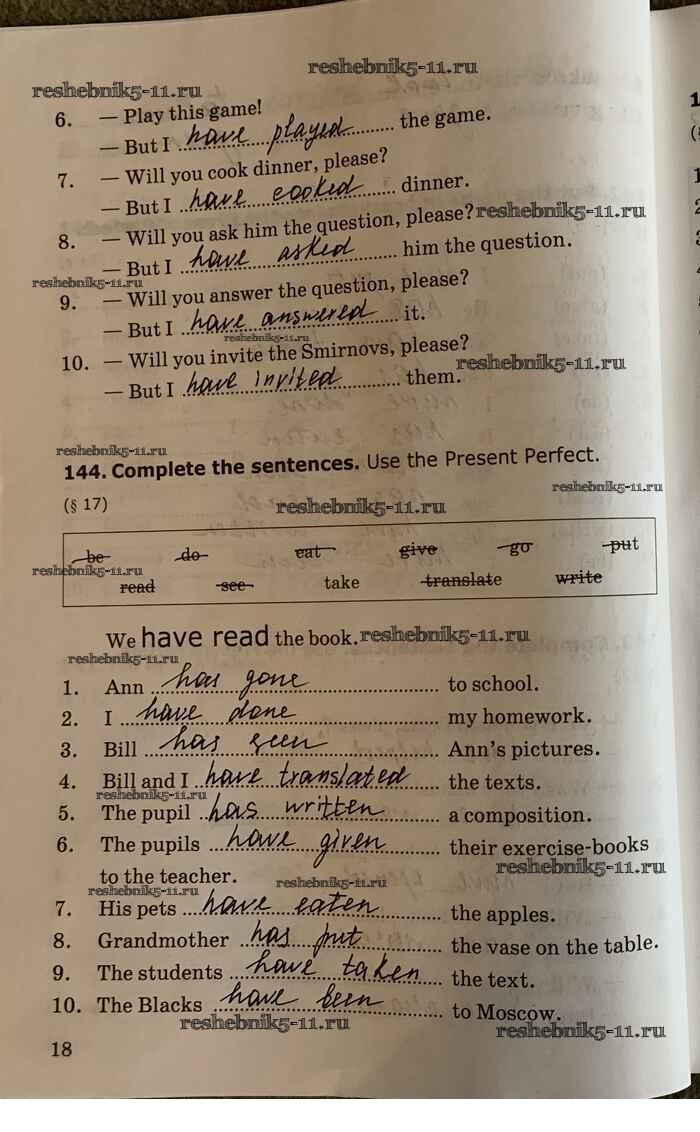 reshebnik5-11.ru
reshebnik5-11.ru
6. — Play this game!
— But I have played the game.
7. — Will you cook dinner, please?
— But I have cooked dinner.
8. — Will you ask him the question, please? reshebnik5-11.ru
— But I have asked him the question.
reshebnik5-11.ru
9. — Will you answer the question, please?
— But I have answered it.
reshebnik5-11.ru
10. — Will you invite the Smirnovs, please?
reshebnik5-11.ru
— But I have invited them.
reshebnik5-11.ru
144. Complete the sentences. Use the Present Perfect.
reshebnik5-11.ru
(§ 17)
reshebnik5-11.ru
be do eat give go put
reshebnik5-11.ru
read see take translate write
We have read the book. reshebnik5-11.ru
reshebnik5-11.ru
1. Ann has gone to school.
2. I have done my homework.
3. Bill has seen Ann's pictures.
4. Bill and I have translated the texts.
reshebnik5-11.ru
5. The pupil has written a composition.
6. The pupils have given their exercise-books
reshebnik5-11.ru
to the teacher.
reshebnik5-11.ru
reshebnik5-11.ru
7. His pets have eaten the apples.
8. Grandmother has put the vase on the table.
9. The students have taken the text.
10. The Blacks have been to Moscow.
reshebnik5-11.ru
reshebnik5-11.ru
18